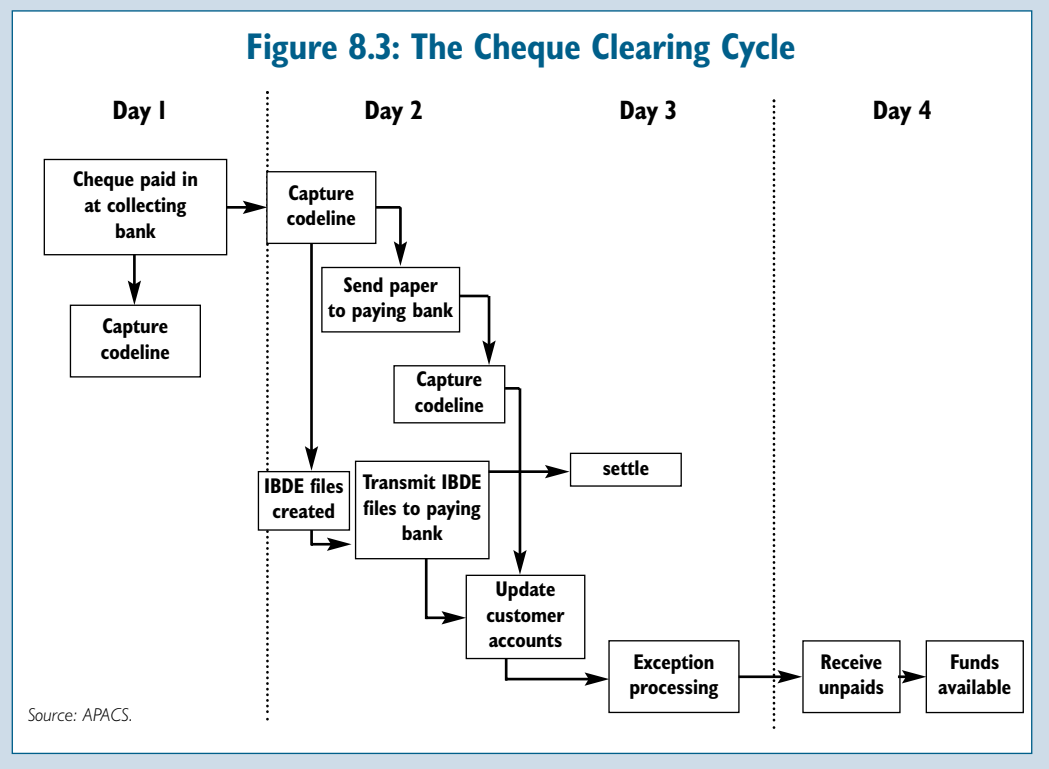 Figure 8.3: The Cheque Clearing Cycle
Day 1
Day 2
Day 3
Day 4
Cheque paid in
at collecting
bank
Capture
codeline
Capture
codeline
Send paper
to paying bank
Capture
codeline
IBDE files
created
Transmit IBDE
files to paying
bank
settle
Update
customer
accounts
Exception
processing
Receive
unpaids
Funds
available
Source: APACS.